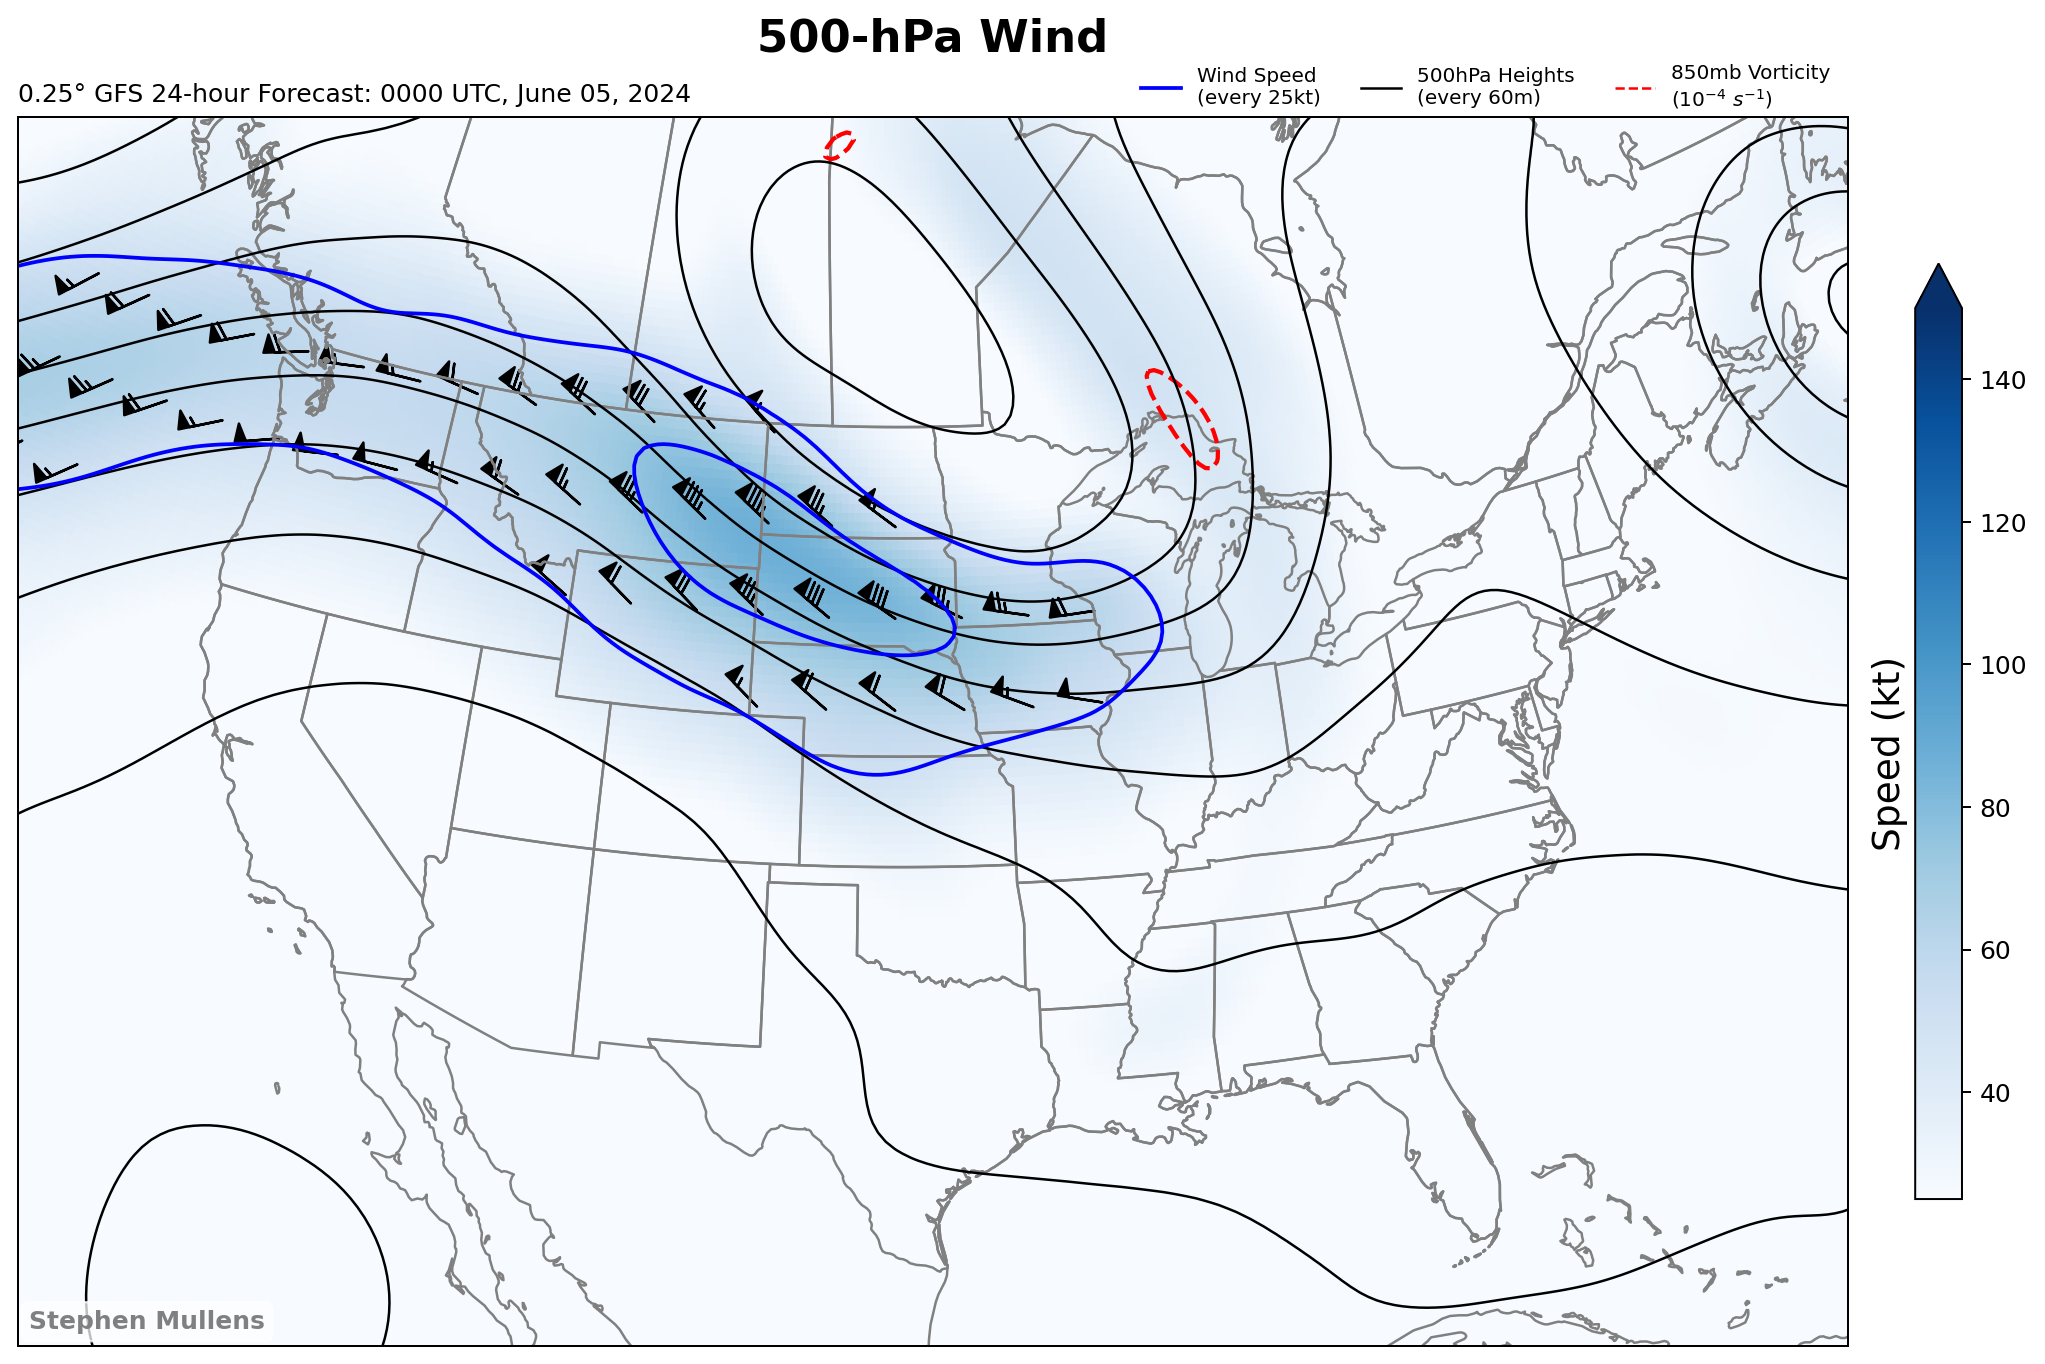 500-hPa Wind
0.25° GFS 24-hour Forecast: 0000 UTC, June 05, 2024
Wind Speed
(every 25kt)
500hPa Heights
(every 60m)
850mb Vorticity
(10⁻⁴ s⁻¹)
140
120
100
80
60
40
Speed (kt)
Stephen Mullens